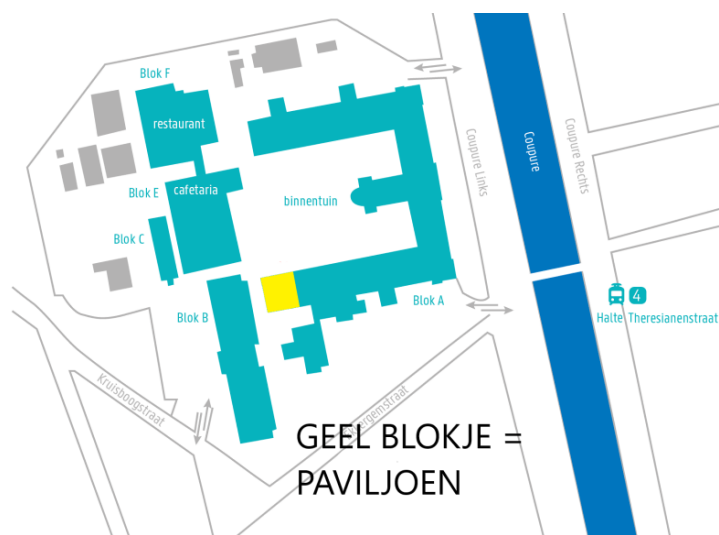 Blok F
restaurant
Coupure Links
Coupure
Coupure Rechts
Blok E
cafetaria
binnentuin
Blok C
4
Halte Theresianenstraat
Blok A
Blok B
Kruisboogstraat
GEEL BLOKJE =
PAVILJOEN